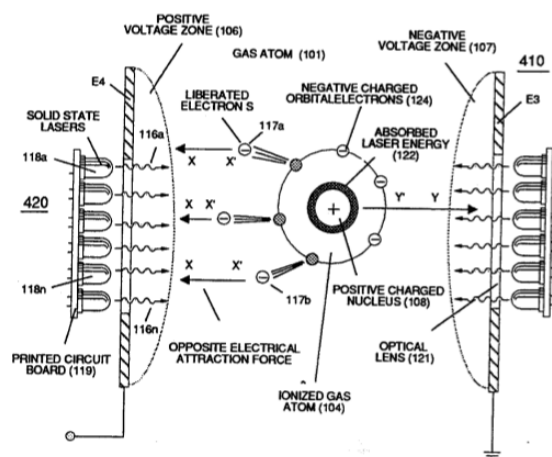 POSITIVE
VOLTAGE ZONE (106)
NEGATIVE
VOLTAGE ZONE (107)
GAS ATOM (101)
410
E4
E3
SOLID STATE
LASERS
LIBERATED
ELECTRON S
NEGATIVE CHARGED
ORBITALELECTRONS (124)
116a
117a
ABSORBED
LASER ENERGY
(122)
118a
X
X'
420
X
X'
+
Y'
Y
X
X'
118n
117b
POSITIVE CHARGED
NUCLEUS (108)
116n
OPPOSITE ELECTRICAL
ATTRACTION FORCE
OPTICAL
LENS (121)
PRINTED CIRCUIT
BOARD (119)
IONIZED GAS
ATOM (104)